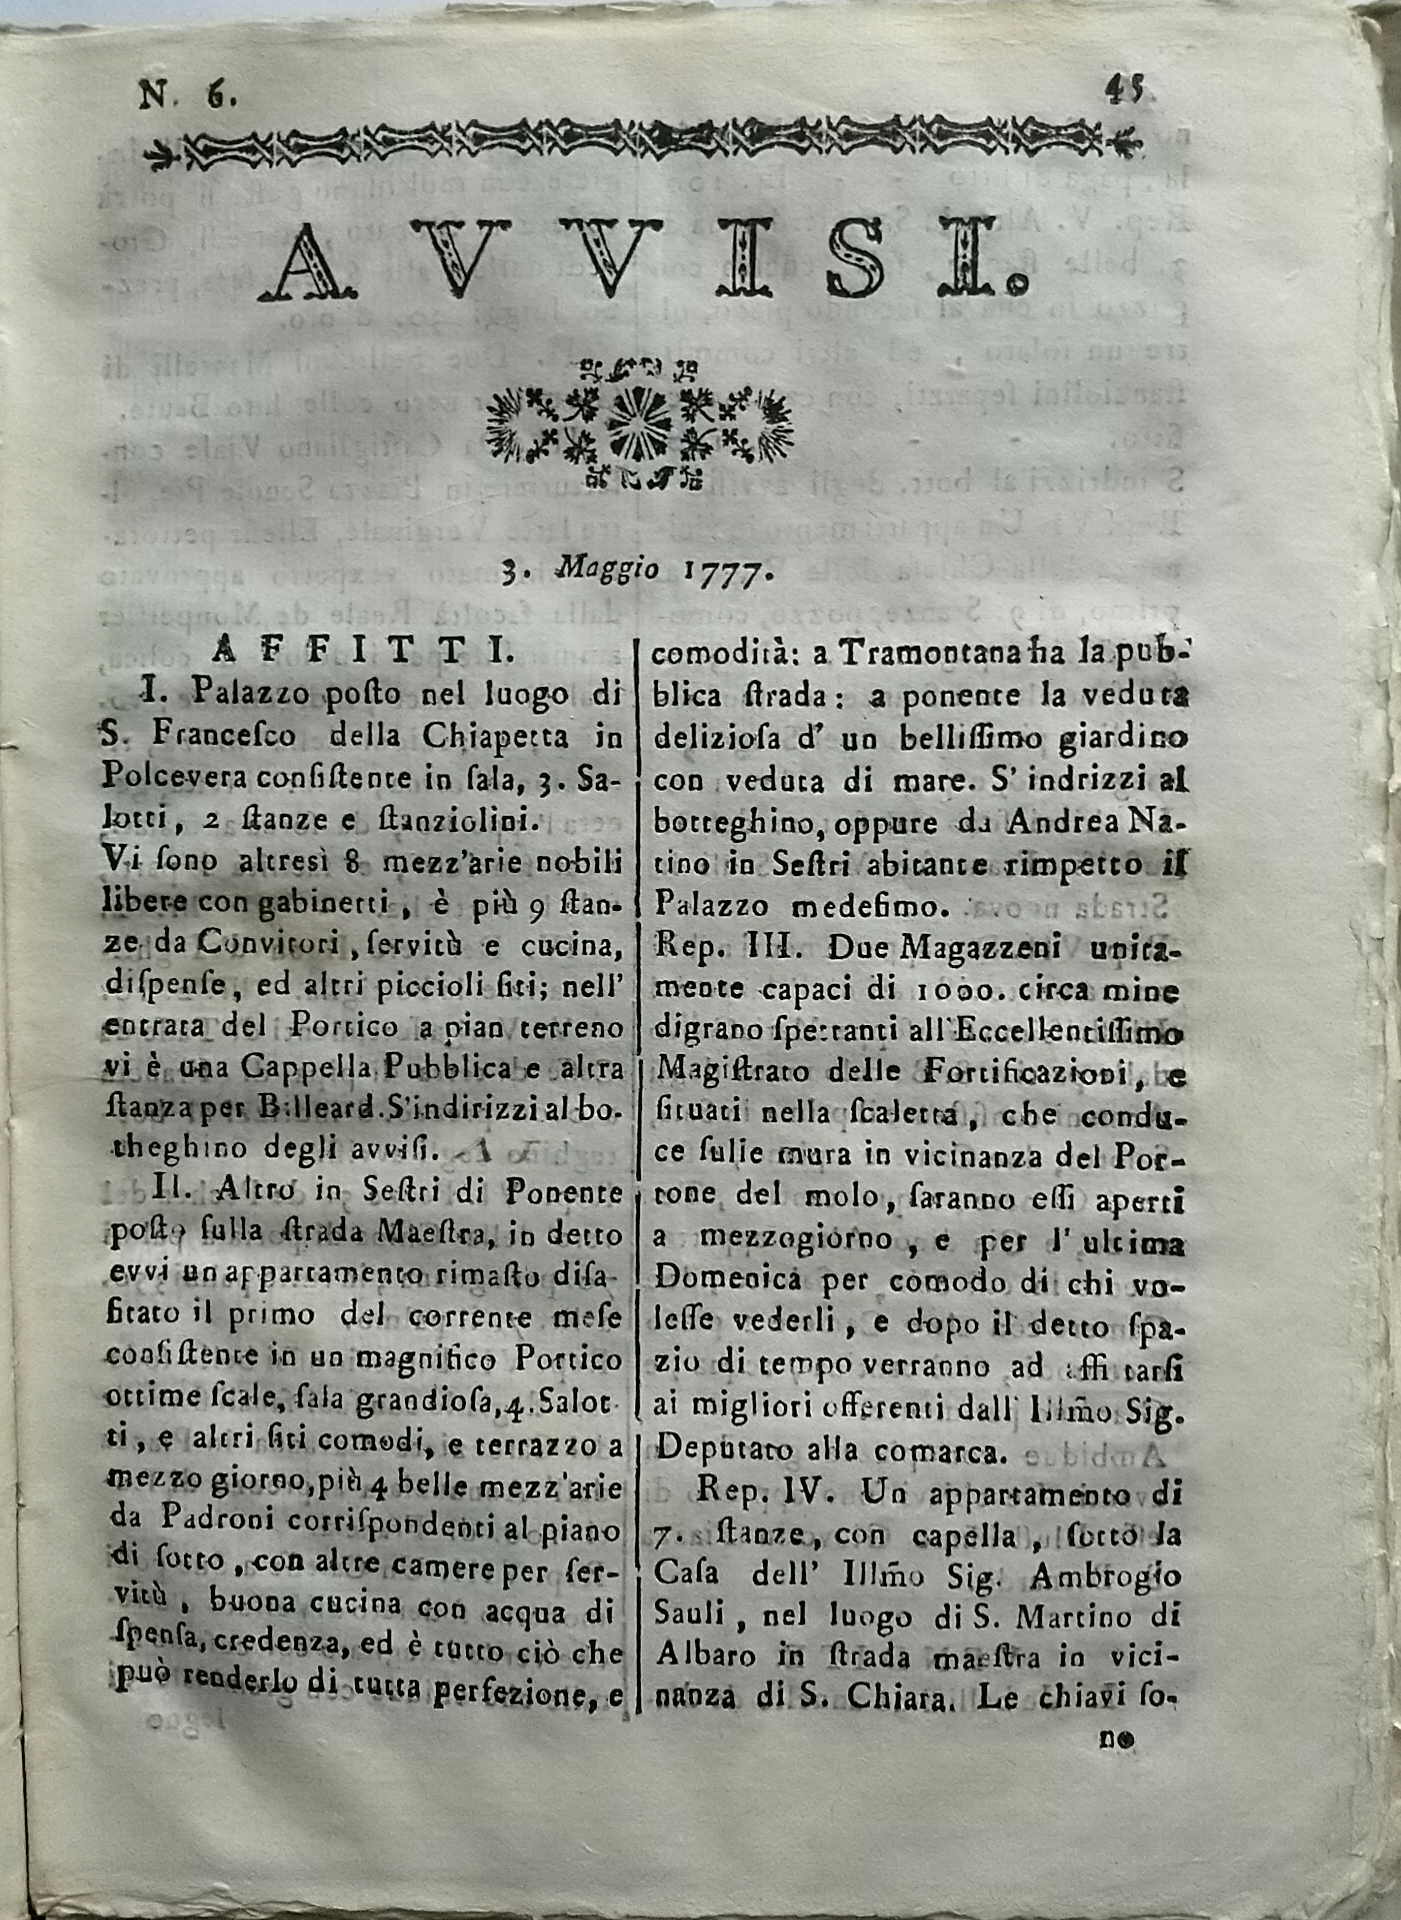 N. 6.
45.
AVVISI.
3. Maggio 1777.
AFFITTI.
I. Palazzo poſto nel luogo di
S. Franceſco della Chiapetta in
Polcevera conſiſtente in ſala, 3. Sa-
lotti, 2 ſtanze e ſtanziolini.
Vi ſono altresì 8 mezz'arie nobili
libere con gabinetti, è più 9 ſtan-
ze da Convitori, ſervitù e cucina,
diſpenſe, ed altri piccioli ſiti; nell'
entrata del Portico a pian terreno
vi è una Cappella Pubblica e altra
ſtanza per Billeard. S'indirizzi al bo-
theghino degli avviſi.
II. Altro in Seſtri di Ponente
poſto ſulla ſtrada Maeſtra, in detto
evvi un appartamento rimaſto diſa-
fitato il primo del corrente meſe
conſiſtente in un magnifico Portico
ottime ſcale, ſala grandioſa, 4. Salot-
ti, e altri ſiti comodi, e terrazzo a
mezzo giorno, più 4 belle mezz'arie
da Padroni corriſpondenti al piano
di ſotto, con altre camere per ſer-
vitù, buona cucina con acqua di
ſpenſa, credenza, ed è tutto ciò che
può renderlo di tutta perfezione, e
comodità: a Tramontana ha la pub-
blica ſtrada: a ponente la veduta
delizioſa d' un belliſſimo giardino
con veduta di mare. S' indrizzi al
botteghino, oppure da Andrea Na-
tino in Seſtri abitante rimpetto il
Palazzo medeſimo.
Rep. III. Due Magazzeni unita-
mente capaci di 1000. circa mine
digrano ſpettanti all'Eccellentiſſimo
Magiſtrato delle Fortificazioni, e
ſituati nella ſcaletta, che condu-
ce ſulle mura in vicinanza del Por-
tone del molo, ſaranno eſſi aperti
a mezzogiorno, e per l' ultima
Domenica per comodo di chi vo-
leſſe vederli, e dopo il detto ſpa-
zio di tempo verranno ad affi tarſi
ai migliori offerenti dall' Illm̃o Sig.
Deputato alla comarca.
Rep. IV. Un appartamento di
7. ſtanze, con capella, ſotto la
Caſa dell' Illm̃o Sig. Ambrogio
Sauli, nel luogo di S. Martino di
Albaro in ſtrada maeſtra in vici-
nanza di S. Chiara. Le chiavi ſo-
no